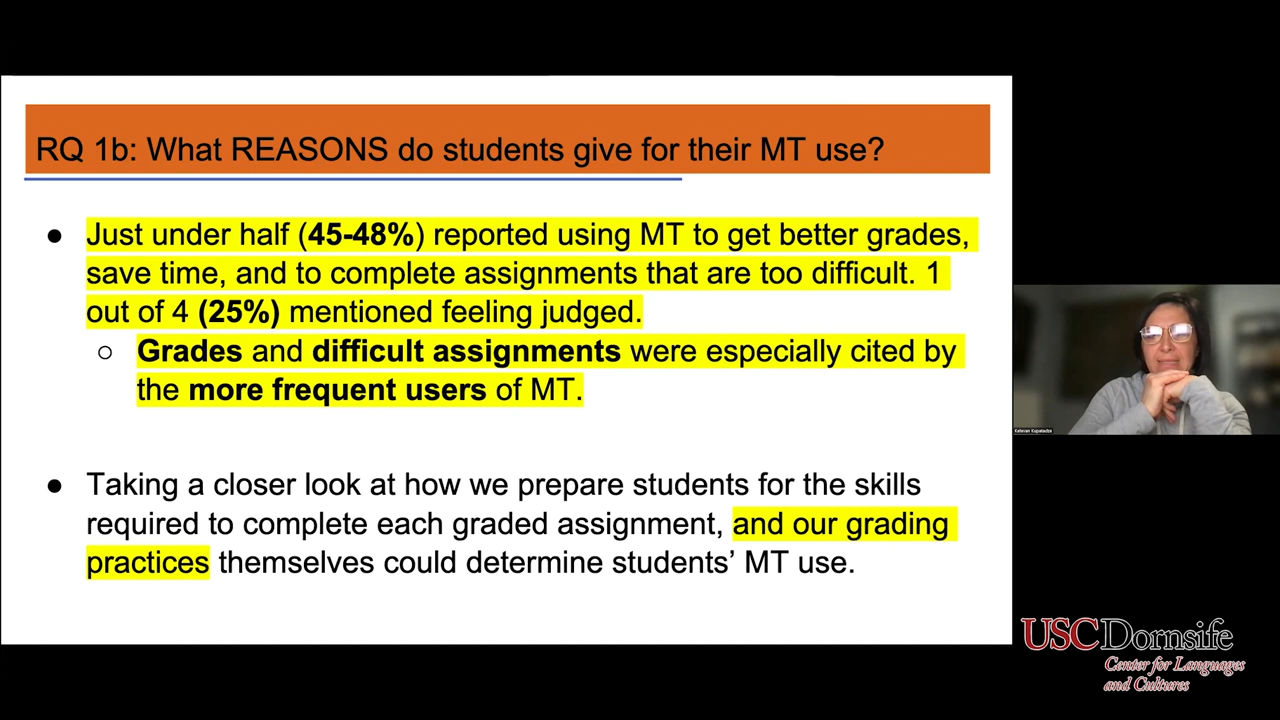 RQ 1b: What REASONS do students give for their MT use?
● Just under half (45-48%) reported using MT to get better grades,
save time, and to complete assignments that are too difficult. 1
out of 4 (25%) mentioned feeling judged.
○ Grades and difficult assignments were especially cited by
the more frequent users of MT.
● Taking a closer look at how we prepare students for the skills
required to complete each graded assignment, and our grading
practices themselves could determine students’ MT use.
Ketevan Kupatadze
USCDornsife
Center for Languages
and Cultures